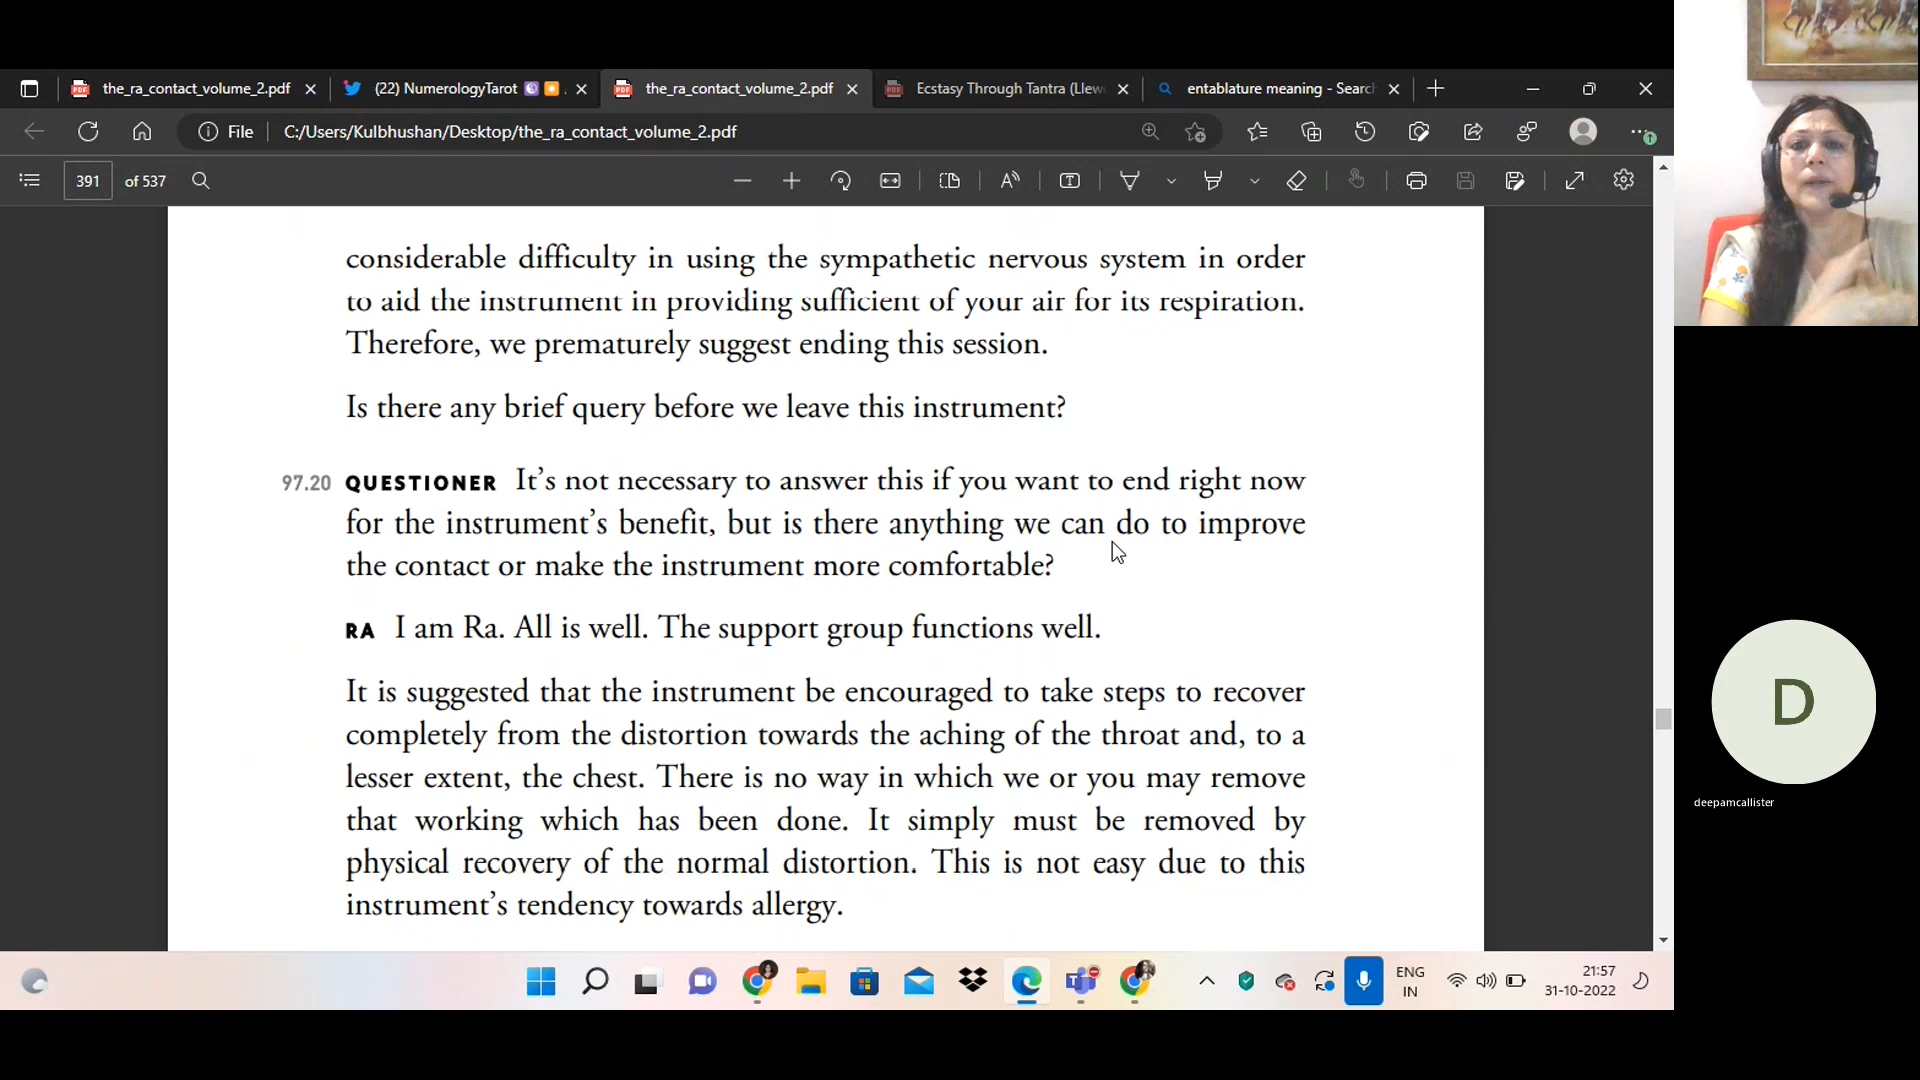 the_ra_contact_volume_2.pdf
(22) NumerologyTarot
the_ra_contact_volume_2.pdf
Ecstasy Through Tantra (Llew
entablature meaning - Search
File
C:/Users/Kulbhushan/Desktop/the_ra_contact_volume_2.pdf
391 of 537
considerable difficulty in using the sympathetic nervous system in order
to aid the instrument in providing sufficient of your air for its respiration.
Therefore, we prematurely suggest ending this session.
Is there any brief query before we leave this instrument?
97.20 QUESTIONER It’s not necessary to answer this if you want to end right now
for the instrument’s benefit, but is there anything we can do to improve
the contact or make the instrument more comfortable?
RA I am Ra. All is well. The support group functions well.
It is suggested that the instrument be encouraged to take steps to recover
completely from the distortion towards the aching of the throat and, to a
lesser extent, the chest. There is no way in which we or you may remove
that working which has been done. It simply must be removed by
physical recovery of the normal distortion. This is not easy due to this
instrument’s tendency towards allergy.
D
deepamcallister
ENG
IN
21:57
31-10-2022